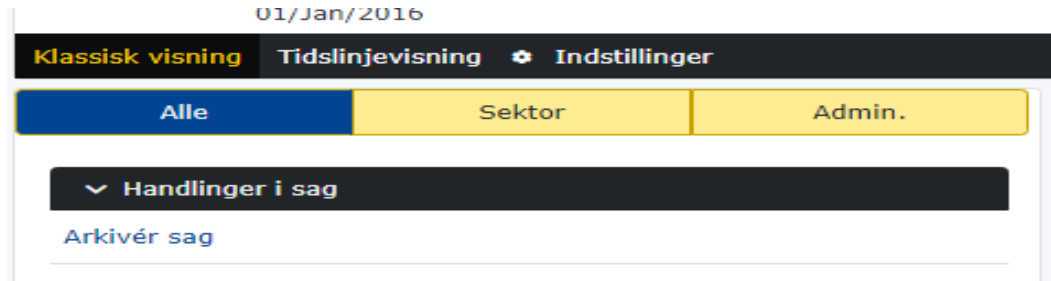 01/Jan/2016
Klassisk visning Tidslinjevisning Indstillinger
Alle Sektor Admin.
Handlinger i sag
Arkivér sag